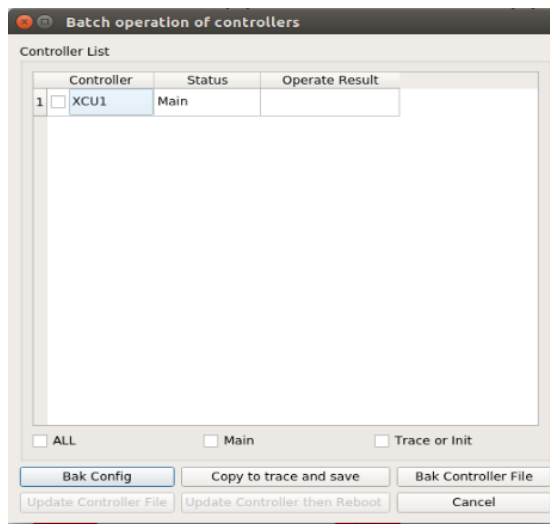 Batch operation of controllers
Controller List
Controller Status Operate Result
1 XCU1 Main
ALL Main Trace or Init
Bak Config Copy to trace and save Bak Controller File
Update Controller File Update Controller then Reboot Cancel